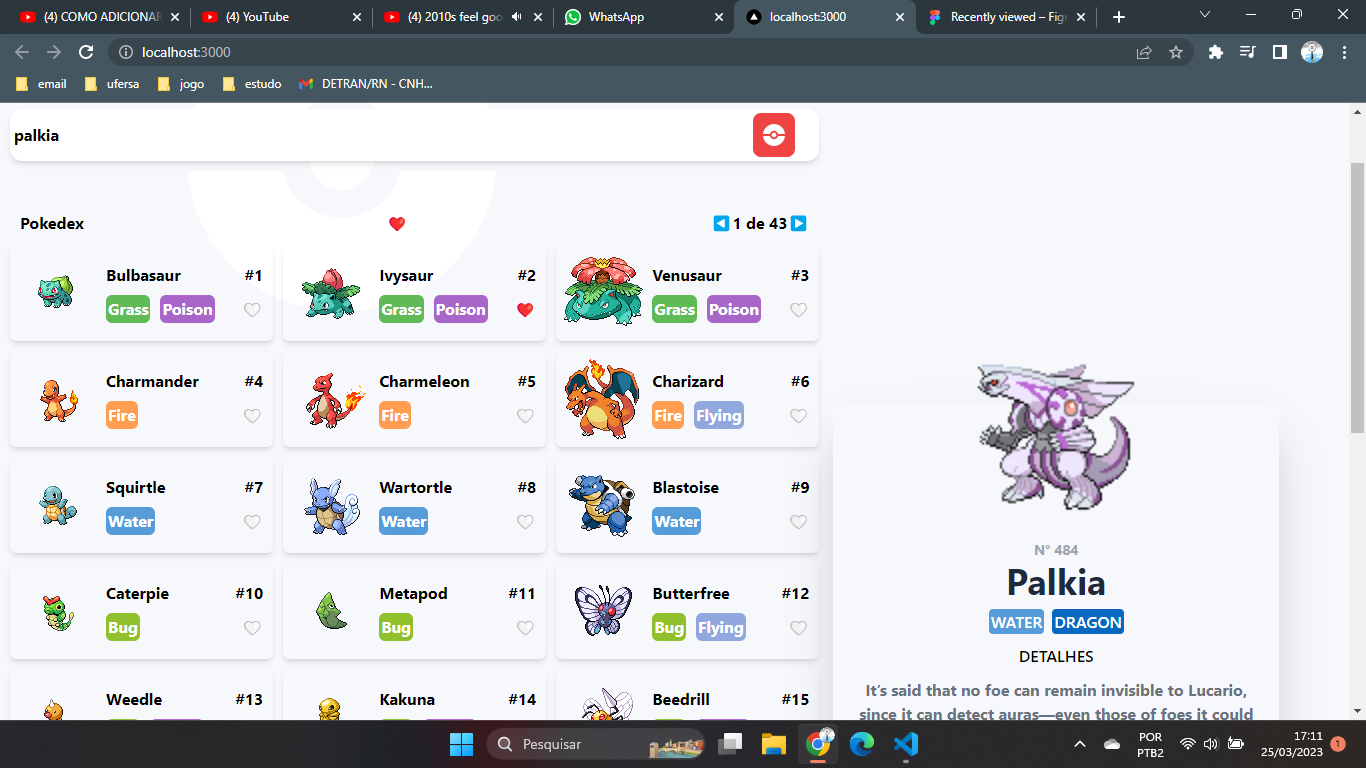 (4) COMO ADICIONAR
(4) YouTube
(4) 2010s feel goo
WhatsApp
localhost:3000
Recently viewed – Fig
localhost:3000
email
ufersa
jogo
estudo
DETRAN/RN - CNH...
palkia
Pokedex
1 de 43
Bulbasaur #1
Grass Poison
Ivysaur #2
Grass Poison
Venusaur #3
Grass Poison
Charmander #4
Fire
Charmeleon #5
Fire
Charizard #6
Fire Flying
Squirtle #7
Water
Wartortle #8
Water
Blastoise #9
Water
Caterpie #10
Bug
Metapod #11
Bug
Butterfree #12
Bug Flying
Weedle #13
Kakuna #14
Beedrill #15
N° 484
Palkia
WATER DRAGON
DETALHES
It's said that no foe can remain invisible to Lucario,
since it can detect auras—even those of foes it could
Pesquisar
POR
PTB2
17:11
25/03/2023
1